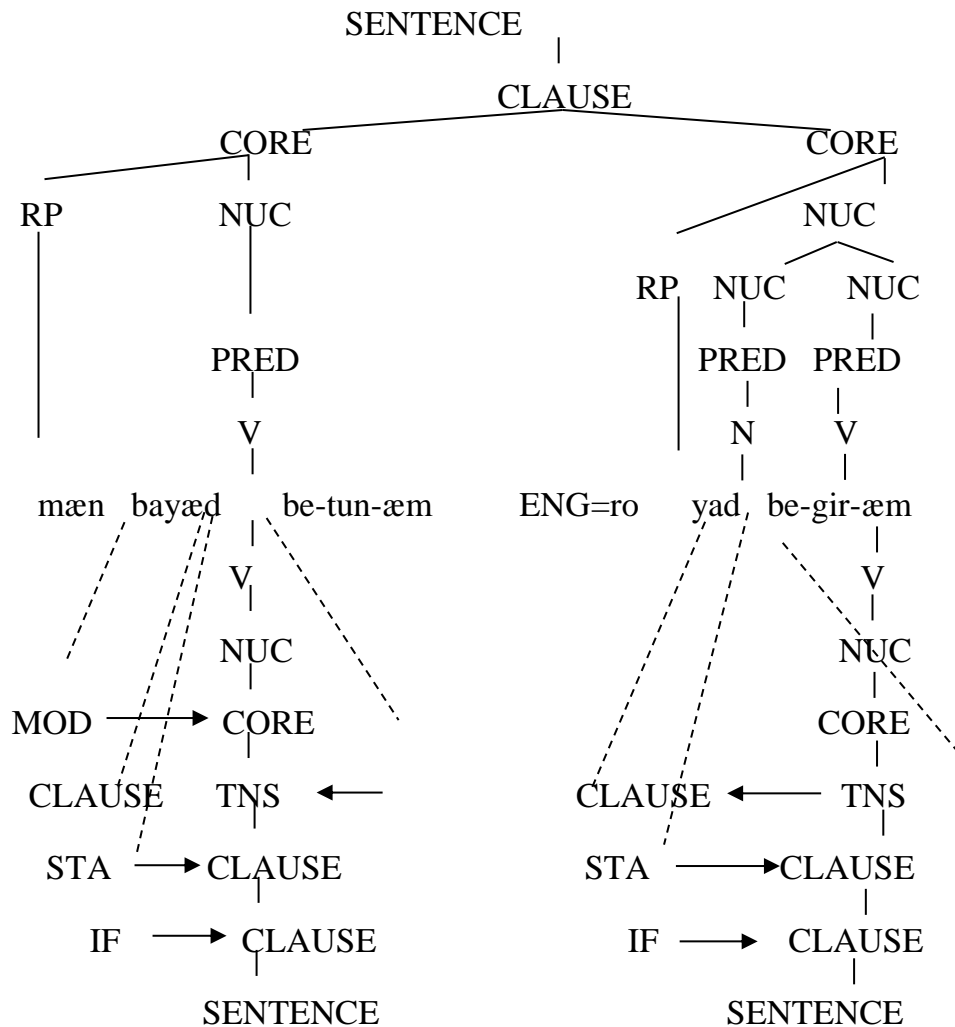 SENTENCE
CLAUSE
CORE CORE
RP NUC NUC
RP NUC NUC
PRED PRED PRED
V N V
mæn bayæd be-tun-æm ENG=ro yad be-gir-æm
V V
NUC NUC
MOD CORE CORE
CLAUSE TNS CLAUSE TNS
STA CLAUSE STA CLAUSE
IF CLAUSE IF CLAUSE
SENTENCE SENTENCE